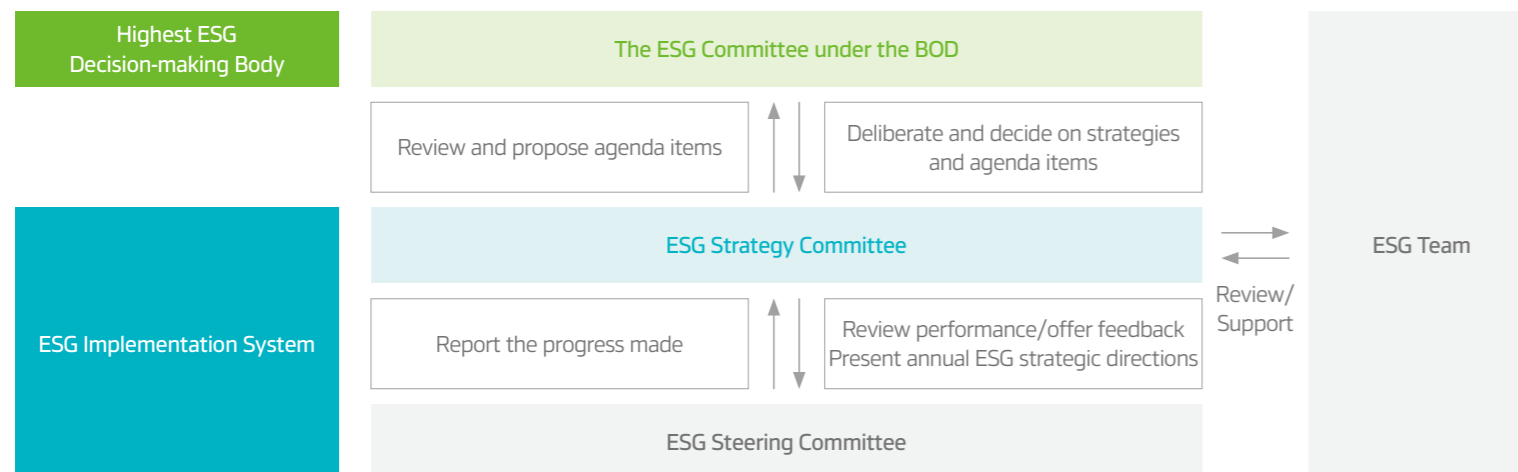 Highest ESG
Decision-making Body
The ESG Committee under the BOD
Review and propose agenda items
Deliberate and decide on strategies
and agenda items
ESG Implementation System
ESG Strategy Committee
Report the progress made
Review performance/offer feedback
Present annual ESG strategic directions
ESG Steering Committee
Review/
Support
ESG Team